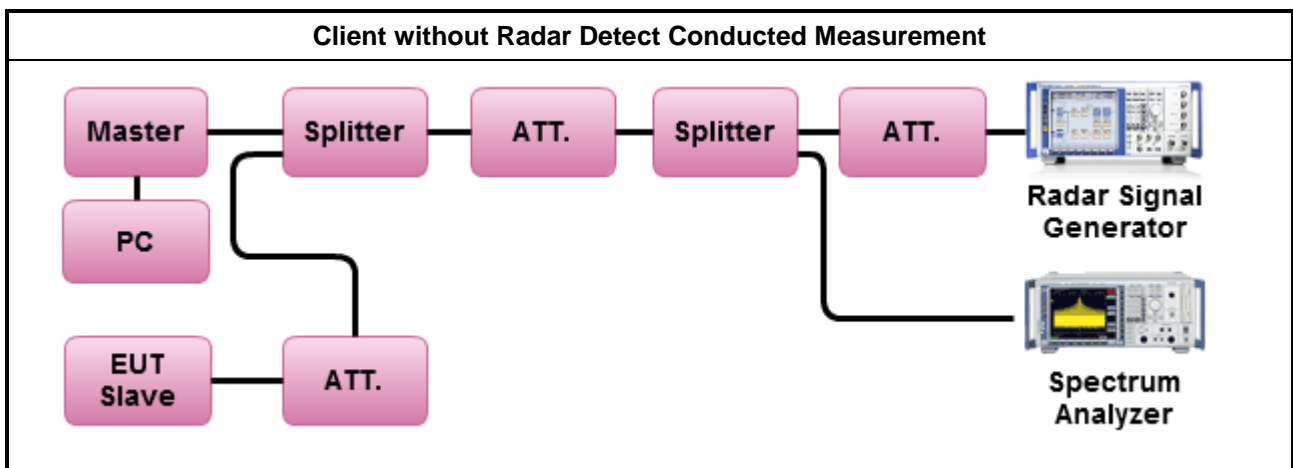 Client without Radar Detect Conducted Measurement
Master
Splitter
ATT.
Splitter
ATT.
Radar Signal
Generator
PC
EUT
Slave
ATT.
Spectrum
Analyzer